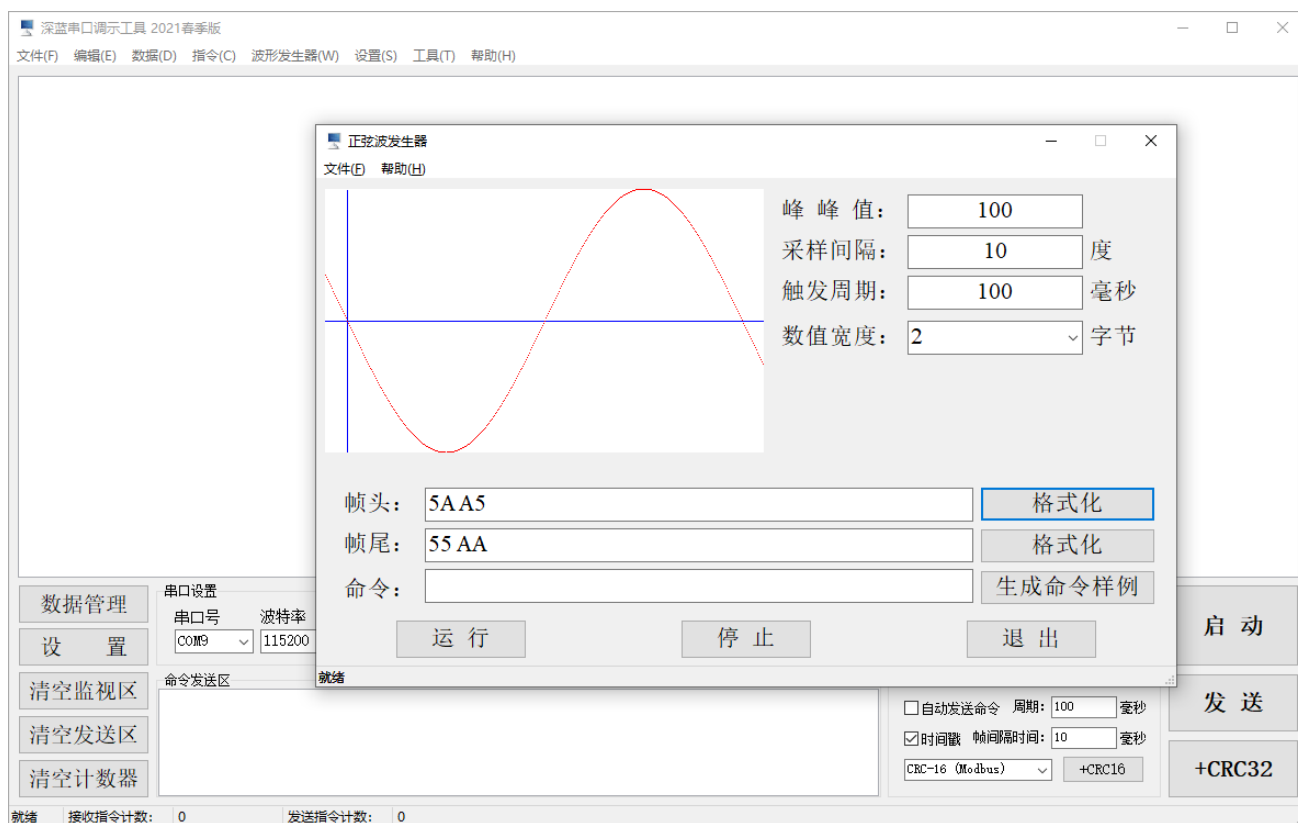 深蓝串口调示工具 2021春季版
文件(F) 编辑(E) 数据(D) 指令(C) 波形发生器(W) 设置(S) 工具(T) 帮助(H)
正弦波发生器
文件(F) 帮助(H)
峰 峰 值： 100
采样间隔： 10 度
触发周期： 100 毫秒
数值宽度： 2 字节
帧头： 5A A5 格式化
帧尾： 55 AA 格式化
命令： 生成命令样例
运 行 停 止 退 出
就绪
数据管理
设 置
清空监视区
清空发送区
清空计数器
串口设置
串口号 波特率
COM9 115200
命令发送区
自动发送命令 周期: 100 毫秒
时间戳 帧间隔时间: 10 毫秒
CRC-16 (Modbus) +CRC16
启 动
发 送
+CRC32
就绪 接收指令计数: 0 发送指令计数: 0